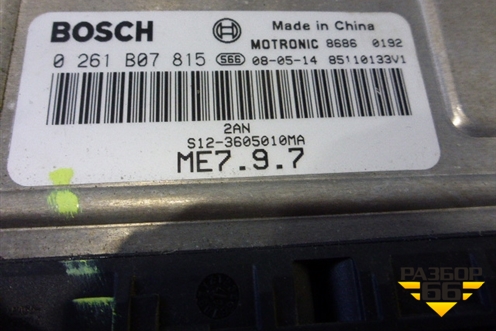 BOSCH Made in China
MOTRONIC 8686 0192
0 261 B07 815 S66 08-05-14 85110133V1
2AN
S12-3605010MA
ME7.9.7
РАЗБОР
66